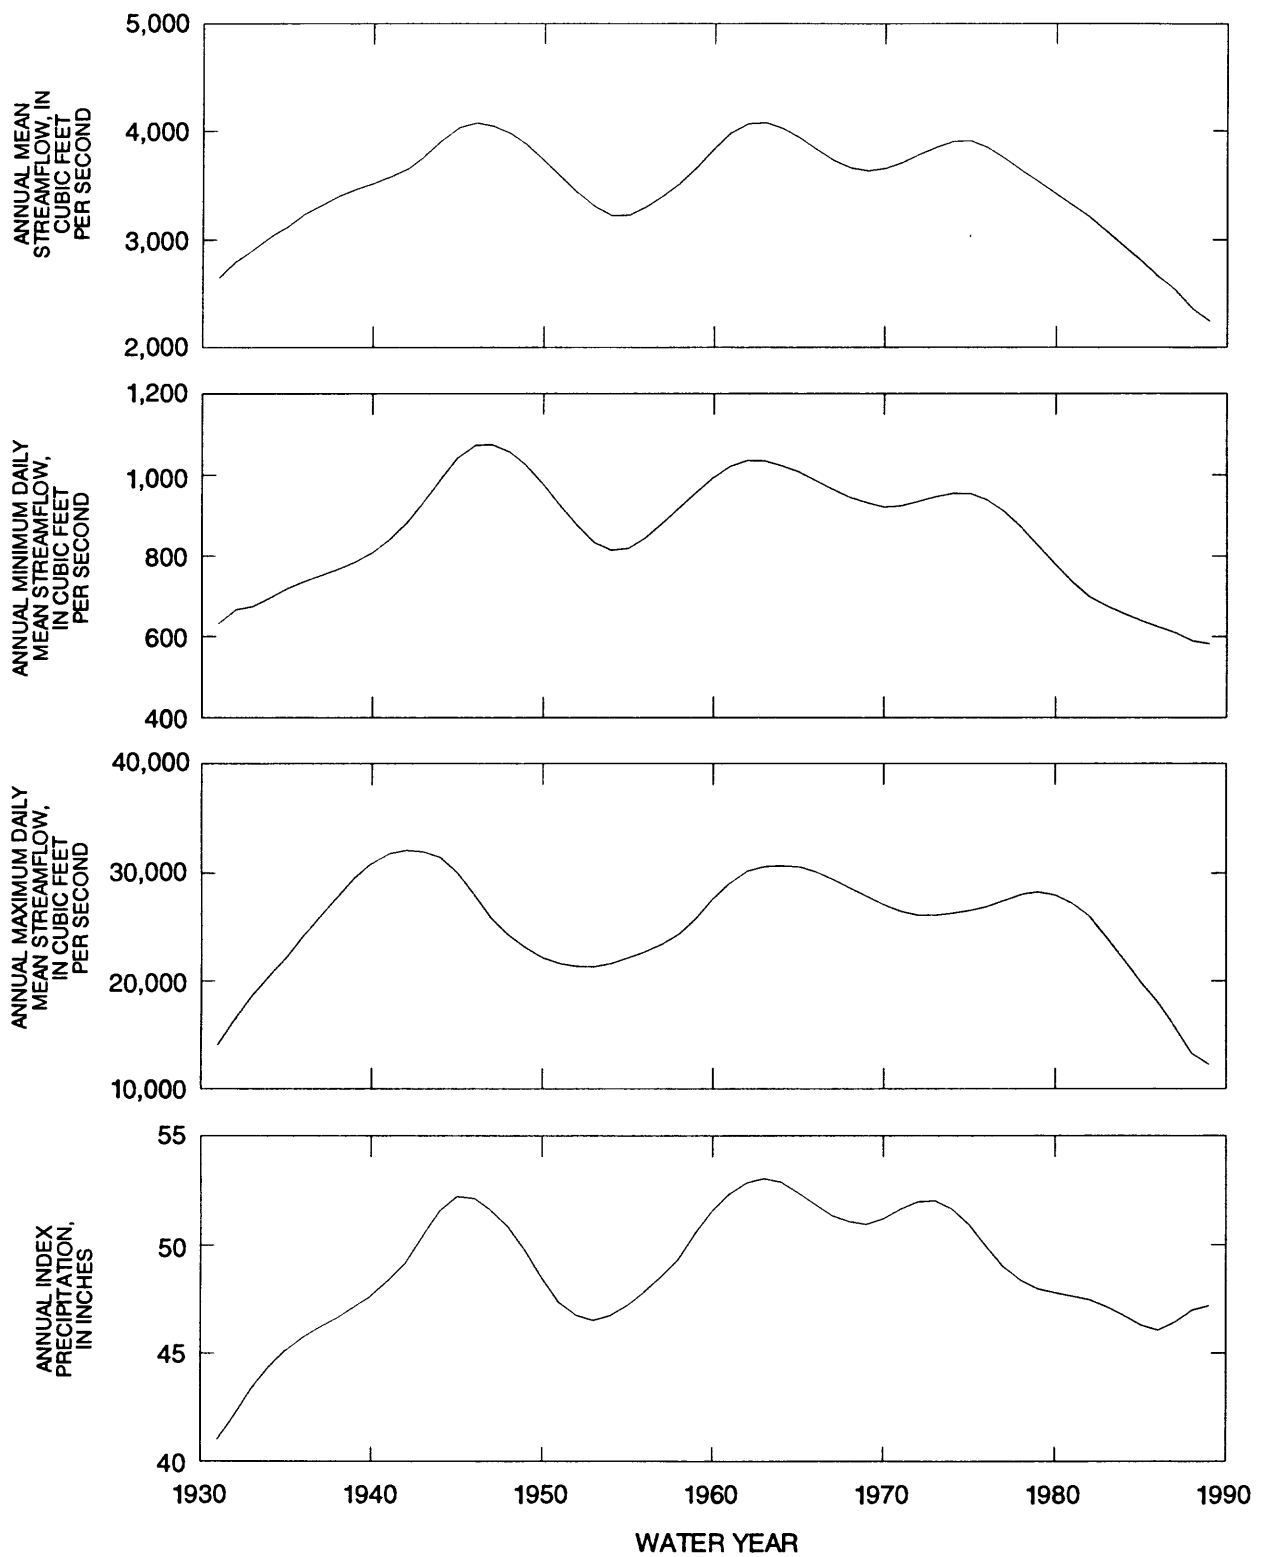 ANNUAL MEAN
STREAMFLOW, IN
CUBIC FEET
PER SECOND
5,000
4,000
3,000
2,000
ANNUAL MINIMUM DAILY
MEAN STREAMFLOW,
IN CUBIC FEET
PER SECOND
1,200
1,000
800
600
400
ANNUAL MAXIMUM DAILY
MEAN STREAMFLOW,
IN CUBIC FEET
PER SECOND
40,000
30,000
20,000
10,000
ANNUAL INDEX
PRECIPITATION,
IN INCHES
55
50
45
40
1930 1940 1950 1960 1970 1980 1990
WATER YEAR